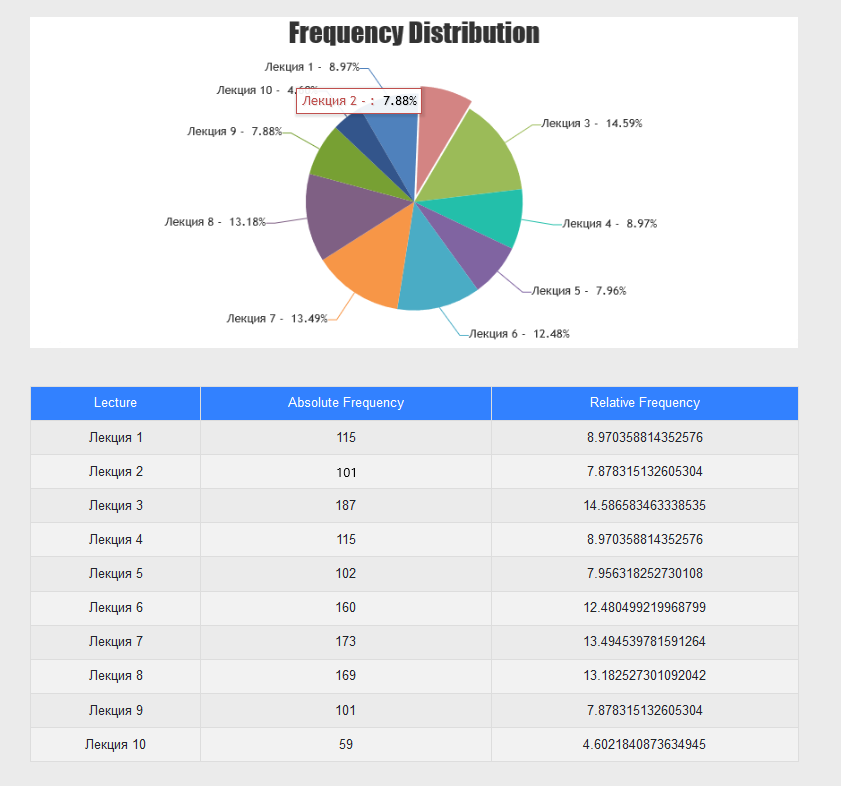 Frequency Distribution
Лекция 1 - 8.97%
Лекция 10 - 4.
Лекция 2 - : 7.88%
Лекция 3 - 14.59%
Лекция 9 - 7.88%
Лекция 8 - 13.18%
Лекция 4 - 8.97%
Лекция 5 - 7.96%
Лекция 7 - 13.49%
Лекция 6 - 12.48%
Lecture Absolute Frequency Relative Frequency
Лекция 1 115 8.970358814352576
Лекция 2 101 7.878315132605304
Лекция 3 187 14.586583463338535
Лекция 4 115 8.970358814352576
Лекция 5 102 7.956318252730108
Лекция 6 160 12.480499219968799
Лекция 7 173 13.494539781591264
Лекция 8 169 13.182527301092042
Лекция 9 101 7.878315132605304
Лекция 10 59 4.6021840873634945